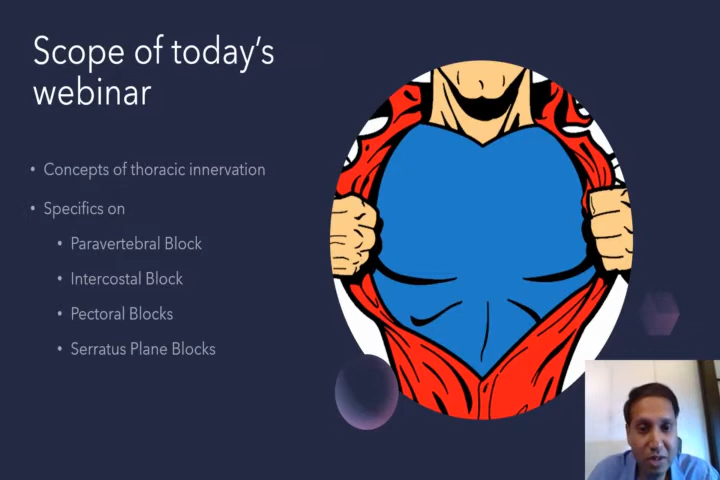 Scope of today's
webinar
• Concepts of thoracic innervation
• Specifics on
• Paravertebral Block
• Intercostal Block
• Pectoral Blocks
• Serratus Plane Blocks